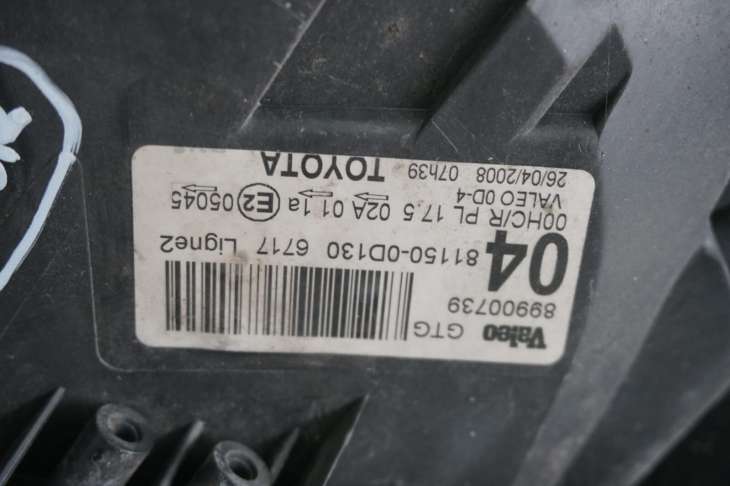 Valeo GTG
89900739
04 81150-0D130 6717 Ligne2
00HC/R PL 17.5 02A 01 1a E2 05045
VALEO 0D-4
26/04/2008 07h39 TOYOTA